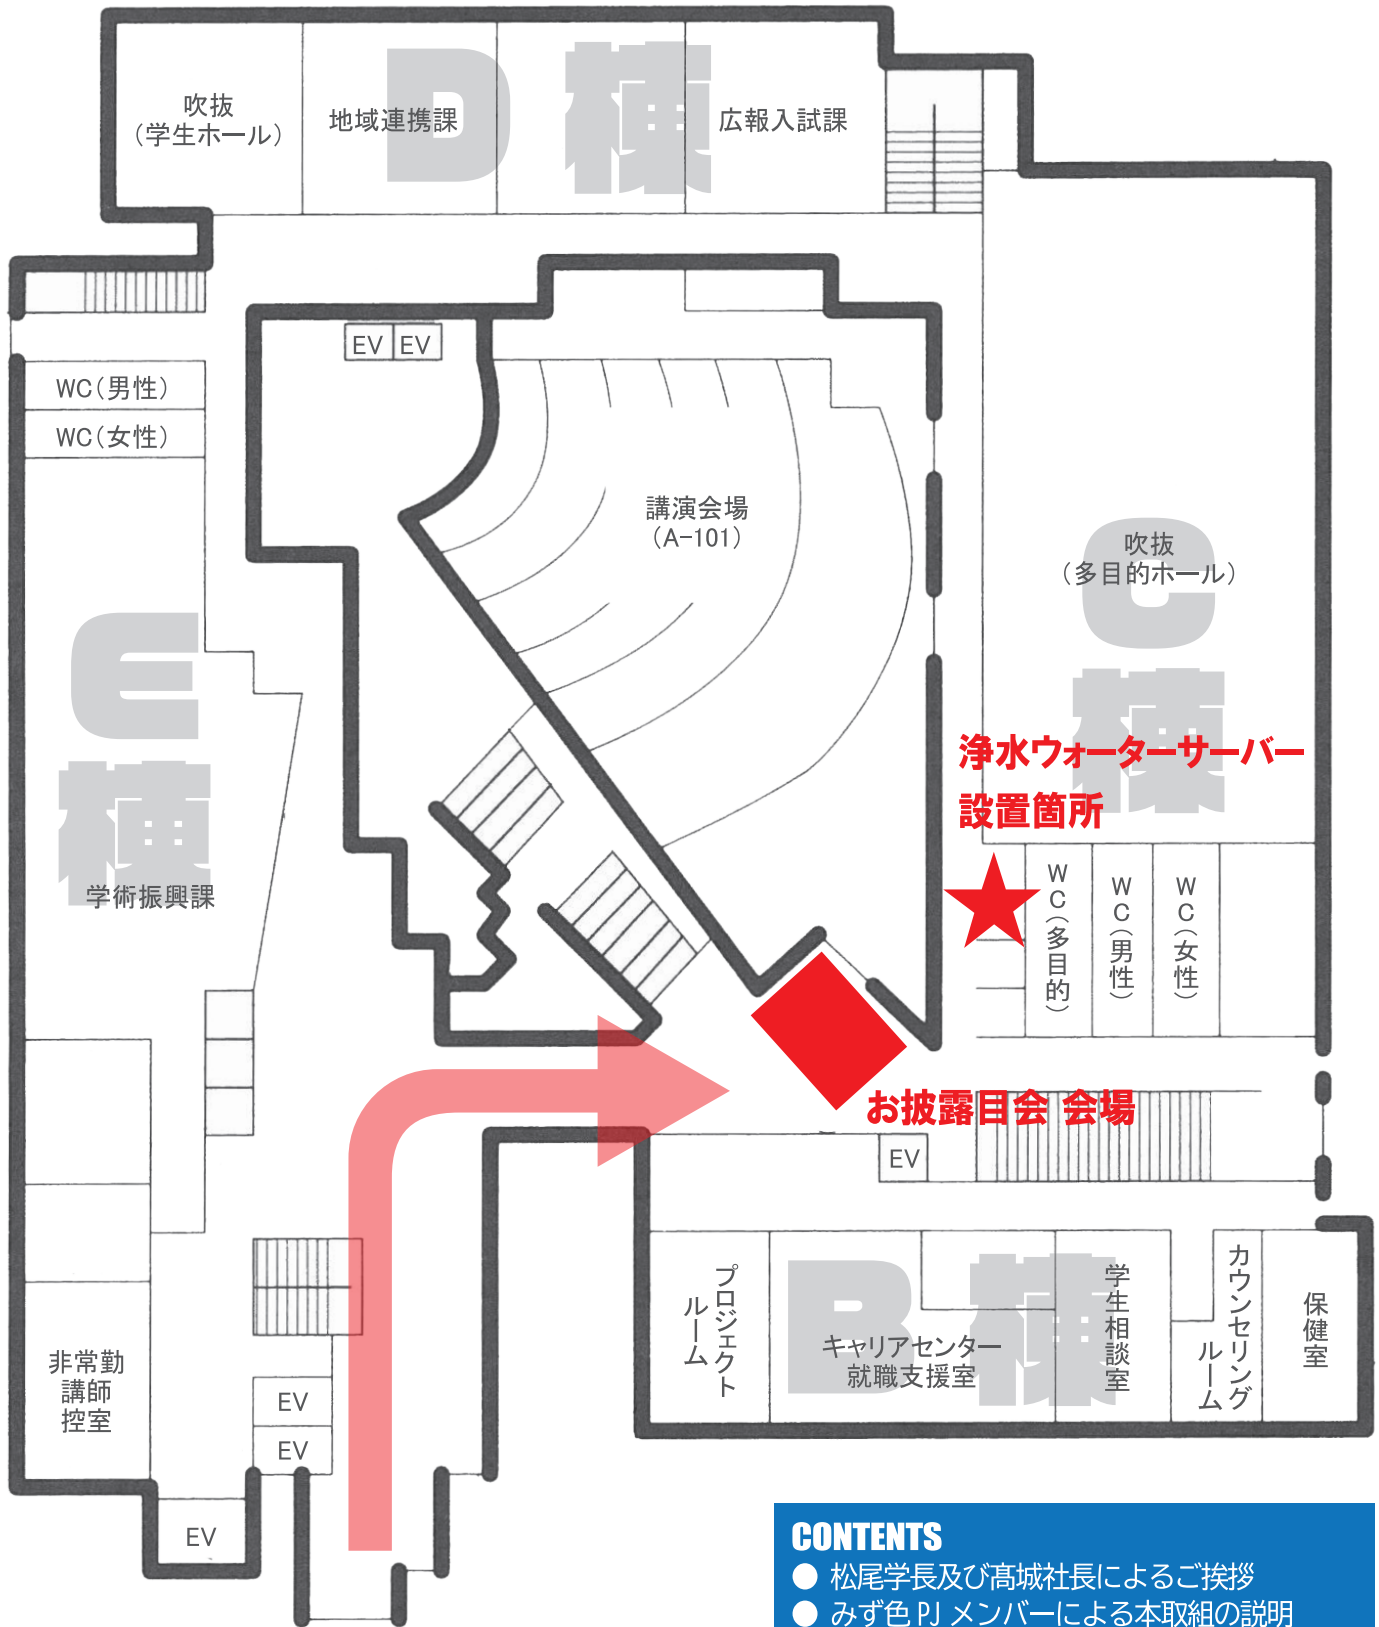 D棟
吹抜
（学生ホール）
地域連携課
広報入試課
EV
EV
WC（男性）
WC（女性）
講演会場
（A-101）
吹抜
（多目的ホール）
C
棟
E
棟
学術振興課
浄水ウォーターサーバー
設置箇所
WC（多目的）
WC（男性）
WC（女性）
お披露目会 会場
EV
B棟
プロジェクト
ルーム
キャリアセンター
就職支援室
学生相談室
カウンセリング
ルーム
保健室
非常勤
講師
控室
EV
EV
EV
CONTENTS
● 松尾学長及び髙城社長によるご挨拶
● みず色 PJ メンバーによる本取組の説明